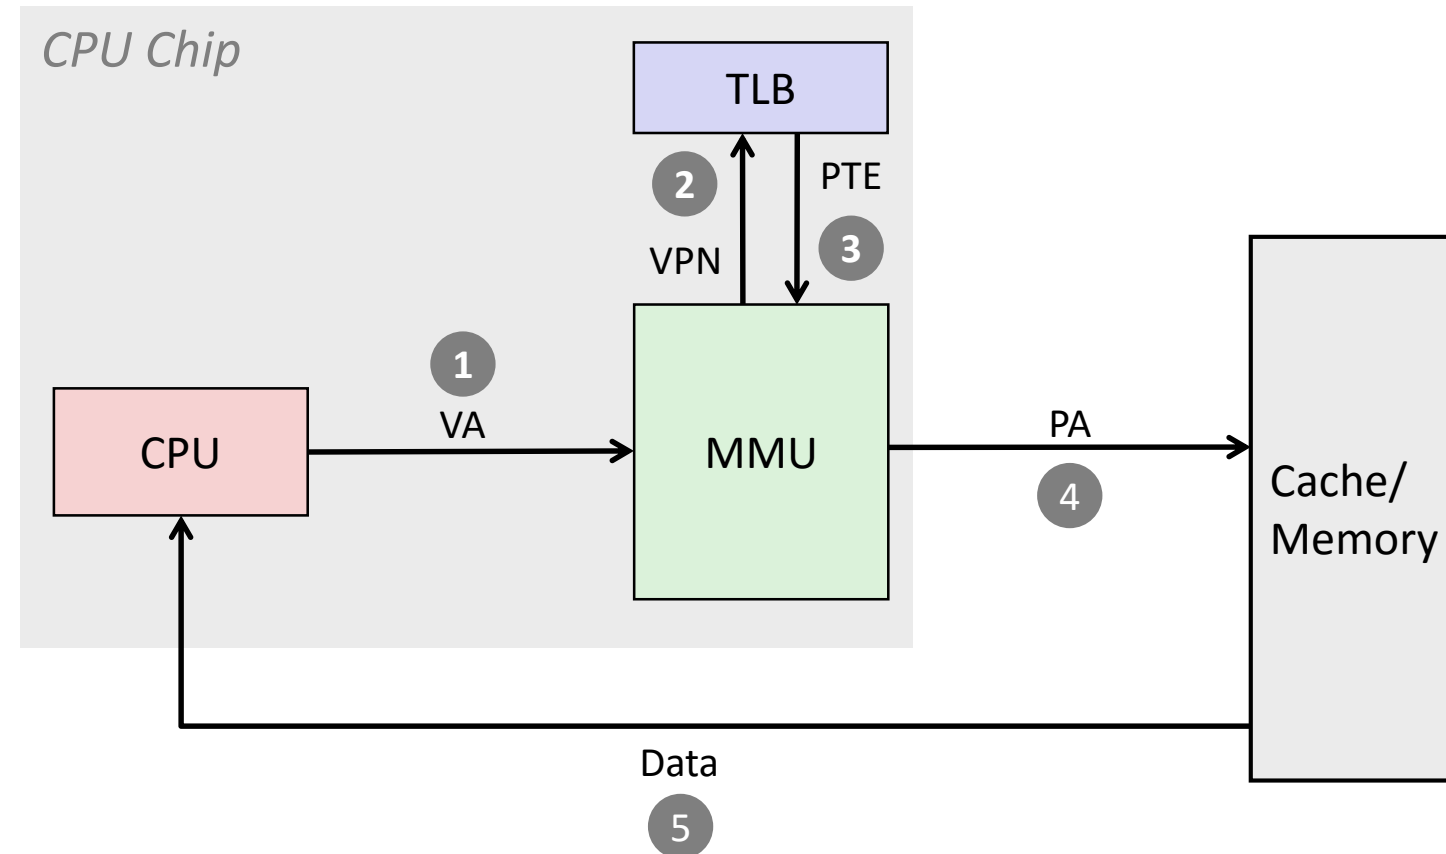 CPU Chip
TLB
2
PTE
VPN
3
1
VA
CPU
MMU
PA
4
Cache/
Memory
Data
5